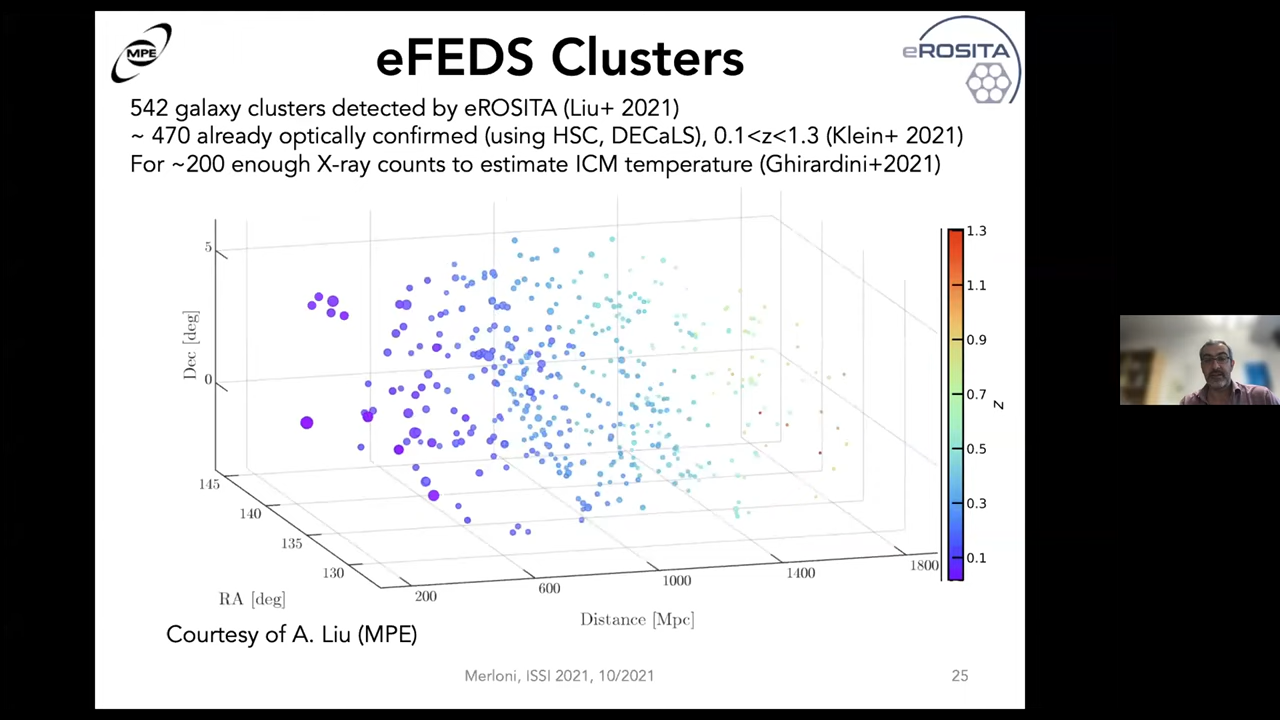 MPE
eFEDS Clusters
eROSITA
542 galaxy clusters detected by eROSITA (Liu+ 2021)
~ 470 already optically confirmed (using HSC, DECaLS), 0.1<z<1.3 (Klein+ 2021)
For ~200 enough X-ray counts to estimate ICM temperature (Ghirardini+2021)
5
0
Dec [deg]
145
140
135
130
RA [deg]
200
600
1000
1400
1800
Distance [Mpc]
1.3
1.1
0.9
0.7
0.5
0.3
0.1
z
Courtesy of A. Liu (MPE)
Merloni, ISSI 2021, 10/2021
25